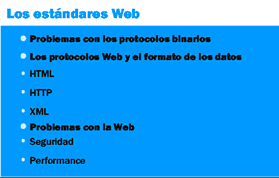 Los estándares Web
Problemas con los protocolos binarios
Los protocolos Web y el formato de los datos
HTML
HTTP
XML
Problemas con la Web
Seguridad
Performance